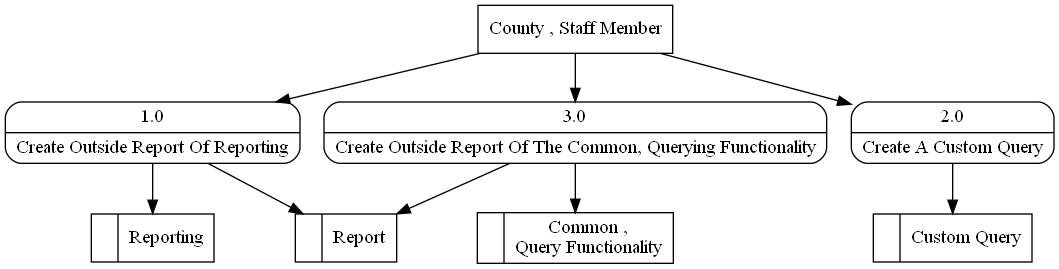 County , Staff Member
1.0
Create Outside Report Of Reporting
3.0
Create Outside Report Of The Common, Querying Functionality
2.0
Create A Custom Query
Reporting
Report
Common ,
Query Functionality
Custom Query